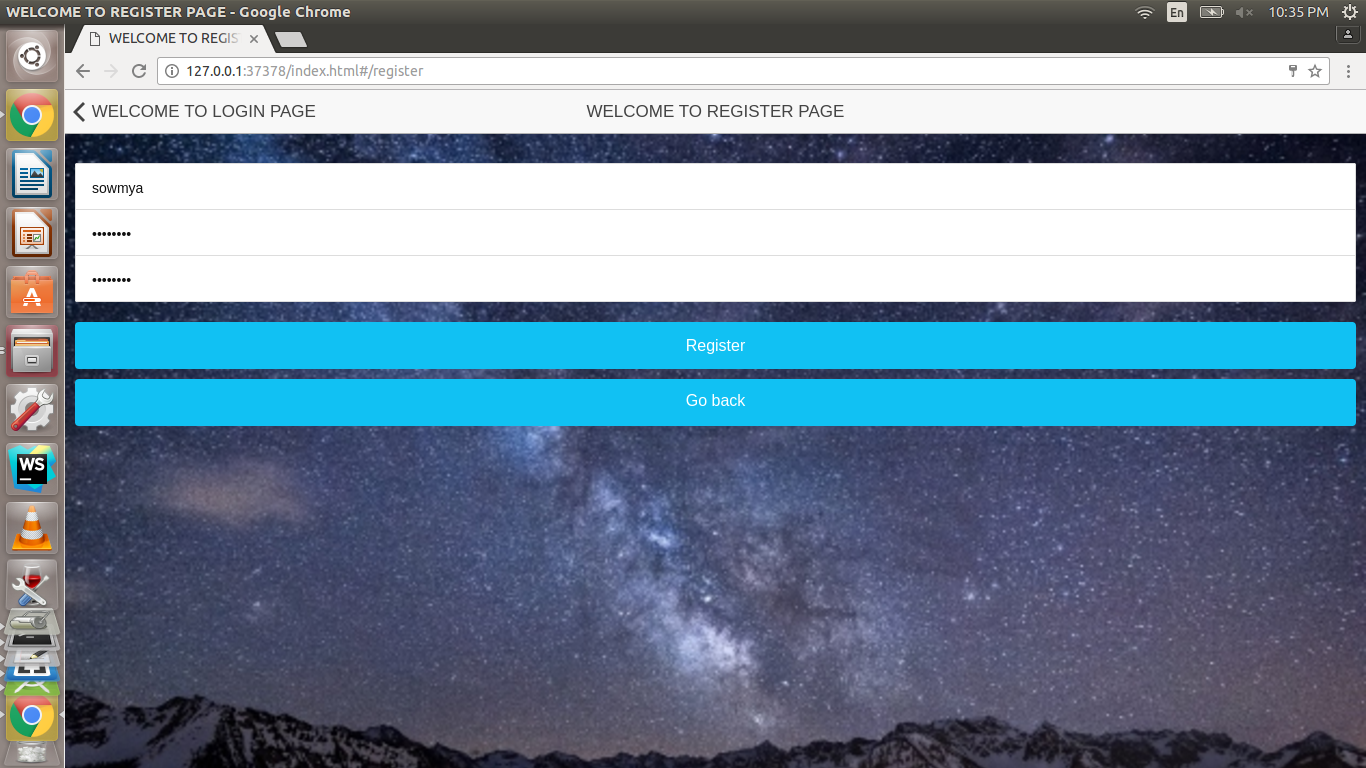 WELCOME TO REGISTER PAGE - Google Chrome
En
10:35 PM
WELCOME TO REGIS
127.0.0.1:37378/index.html#/register
WELCOME TO LOGIN PAGE
WELCOME TO REGISTER PAGE
sowmya
••••••••
••••••••
Register
Go back
WS